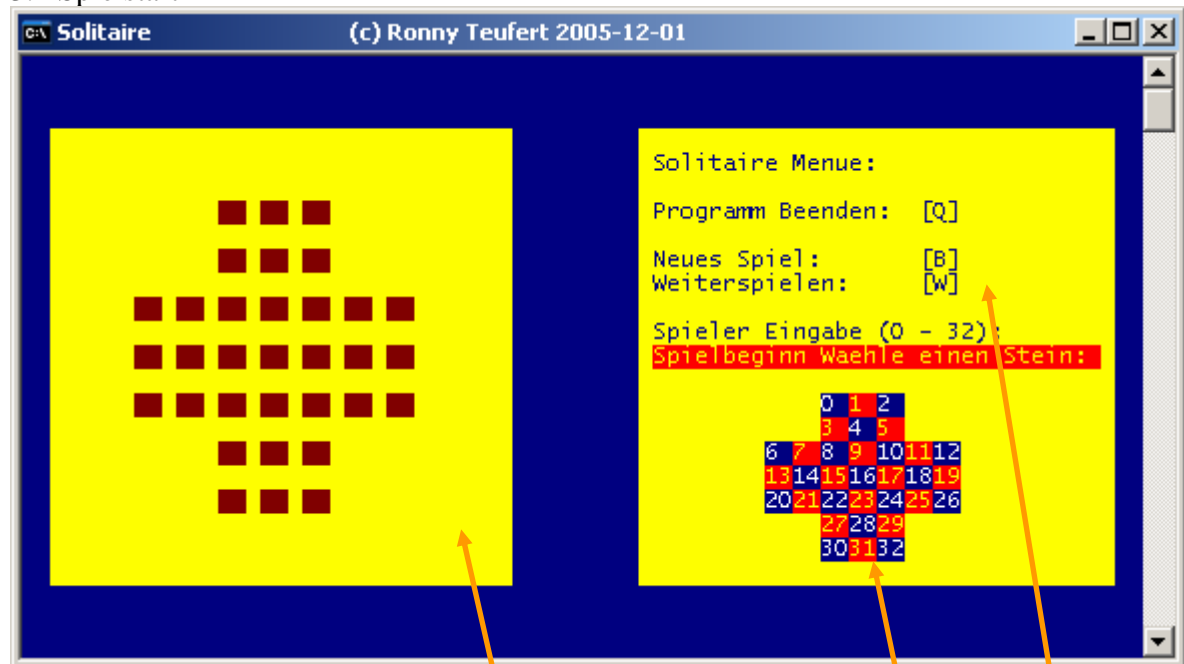 Solitaire (c) Ronny Teufert 2005-12-01
Solitaire Menue:
Programm Beenden: [Q]
Neues Spiel: [B]
Weiterspielen: [W]
Spieler Eingabe (0 - 32):
Spielbeginn Waehle einen Stein:
0 1 2
3 4 5
6 7 8 9 10 11 12
13 14 15 16 17 18 19
20 21 22 23 24 25 26
27 28 29
30 31 32